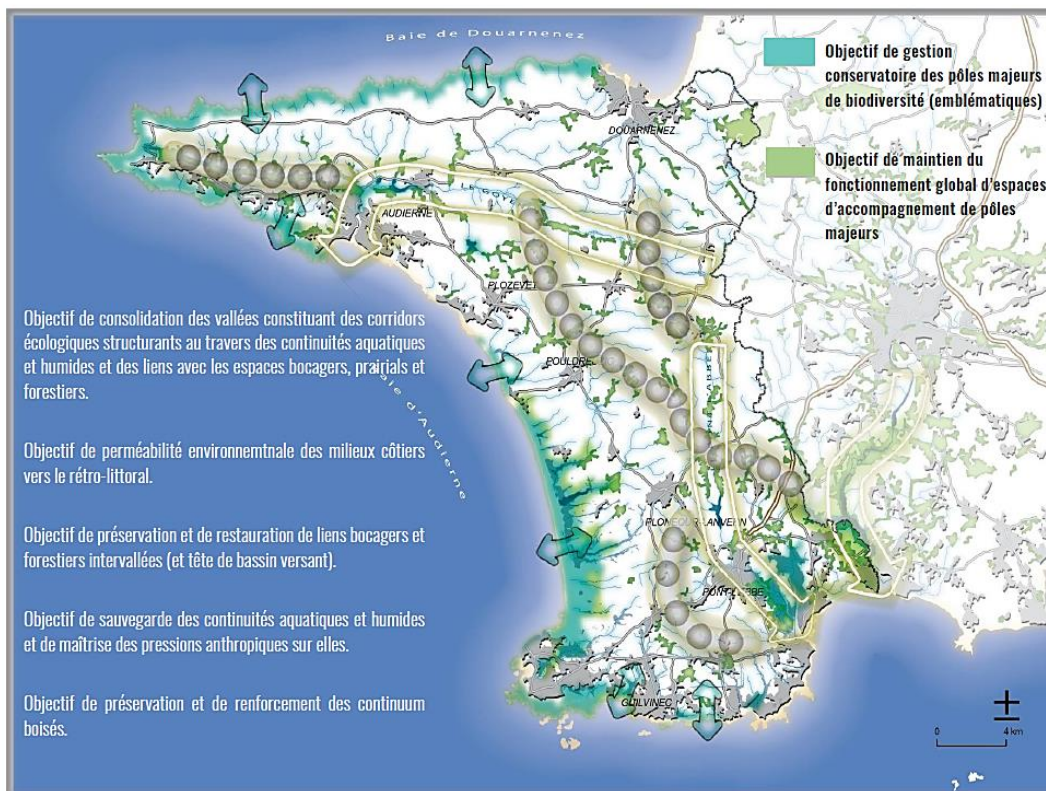 Baie de Douarnenez
Objectif de gestion
conservatoire des pôles majeurs
de biodiversité (emblématiques)
DOUARNENEZ
Objectif de maintien du
fonctionnement global d'espaces
d'accompagnement de pôles
majeurs
AUDIERNE
Objectif de consolidation des vallées constituant des corridors
écologiques structurants au travers des continuités aquatiques
et humides et des liens avec les espaces bocagers, prairials et
forestiers.
Baie d'Audierne
Objectif de perméabilité environnemtnale des milieux côtiers
vers le rétro-littoral.
Objectif de préservation et de restauration de liens bocagers et
forestiers intervallées (et tête de bassin versant).
Objectif de sauvegarde des continuités aquatiques et humides
et de maîtrise des pressions anthropiques sur elles.
Objectif de préservation et de renforcement des continuum
boisés.
GUILVINEC
0 4 km